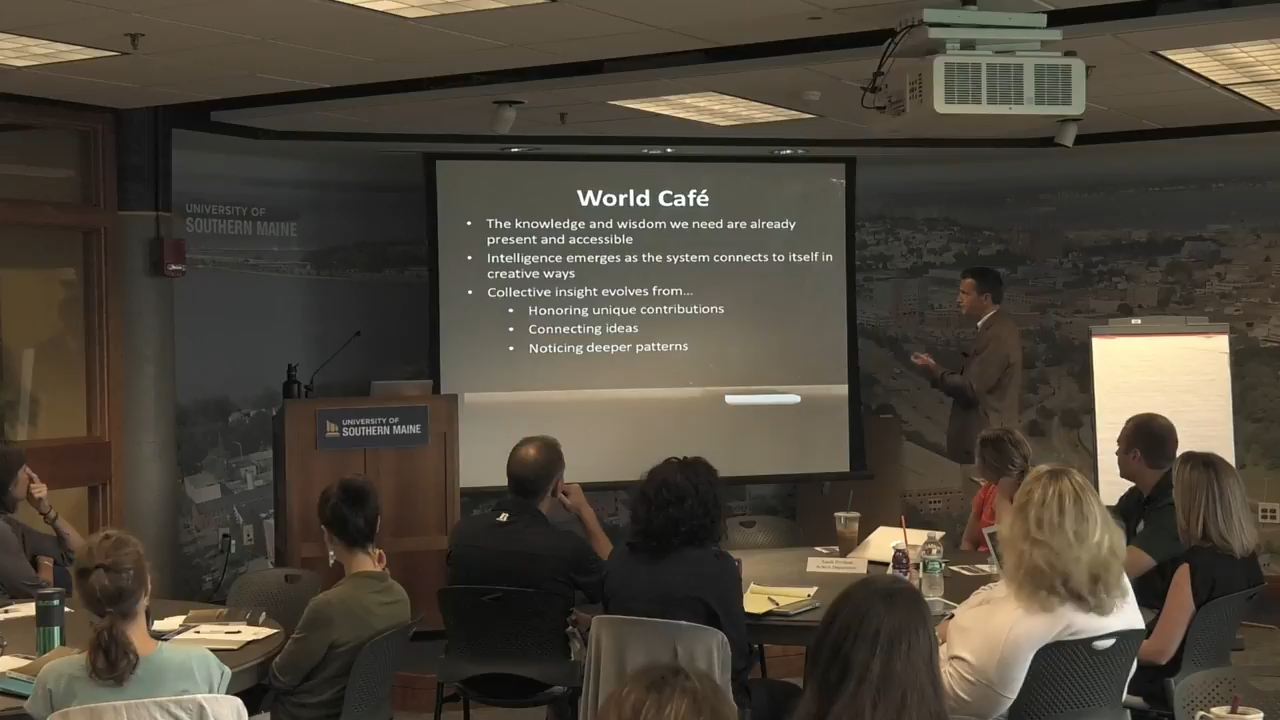 UNIVERSITY OF
SOUTHERN MAINE
World Café
• The knowledge and wisdom we need are already
present and accessible
• Intelligence emerges as the system connects to itself in
creative ways
• Collective insight evolves from...
• Honoring unique contributions
• Connecting ideas
• Noticing deeper patterns
UNIVERSITY OF
SOUTHERN MAINE